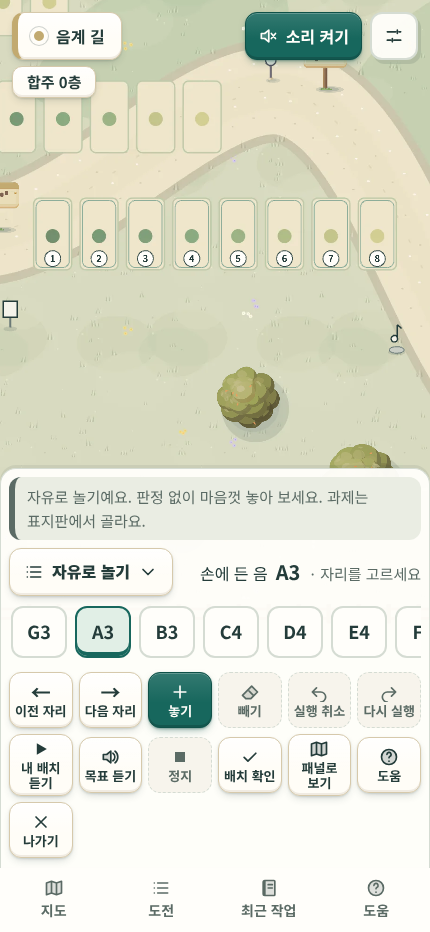 음계 길
소리 켜기
합주 0층
1 2 3 4 5 6 7 8
자유로 놀기예요. 판정 없이 마음껏 놓아 보세요. 과제는
표지판에서 골라요.
자유로 놀기
손에 든 음 A3 · 자리를 고르세요
G3 A3 B3 C4 D4 E4 F
이전 자리 다음 자리 놓기 빼기 실행 취소 다시 실행
내 배치
듣기
목표 듣기 정지 배치 확인
패널로
보기
도움
나가기
지도 도전 최근 작업 도움